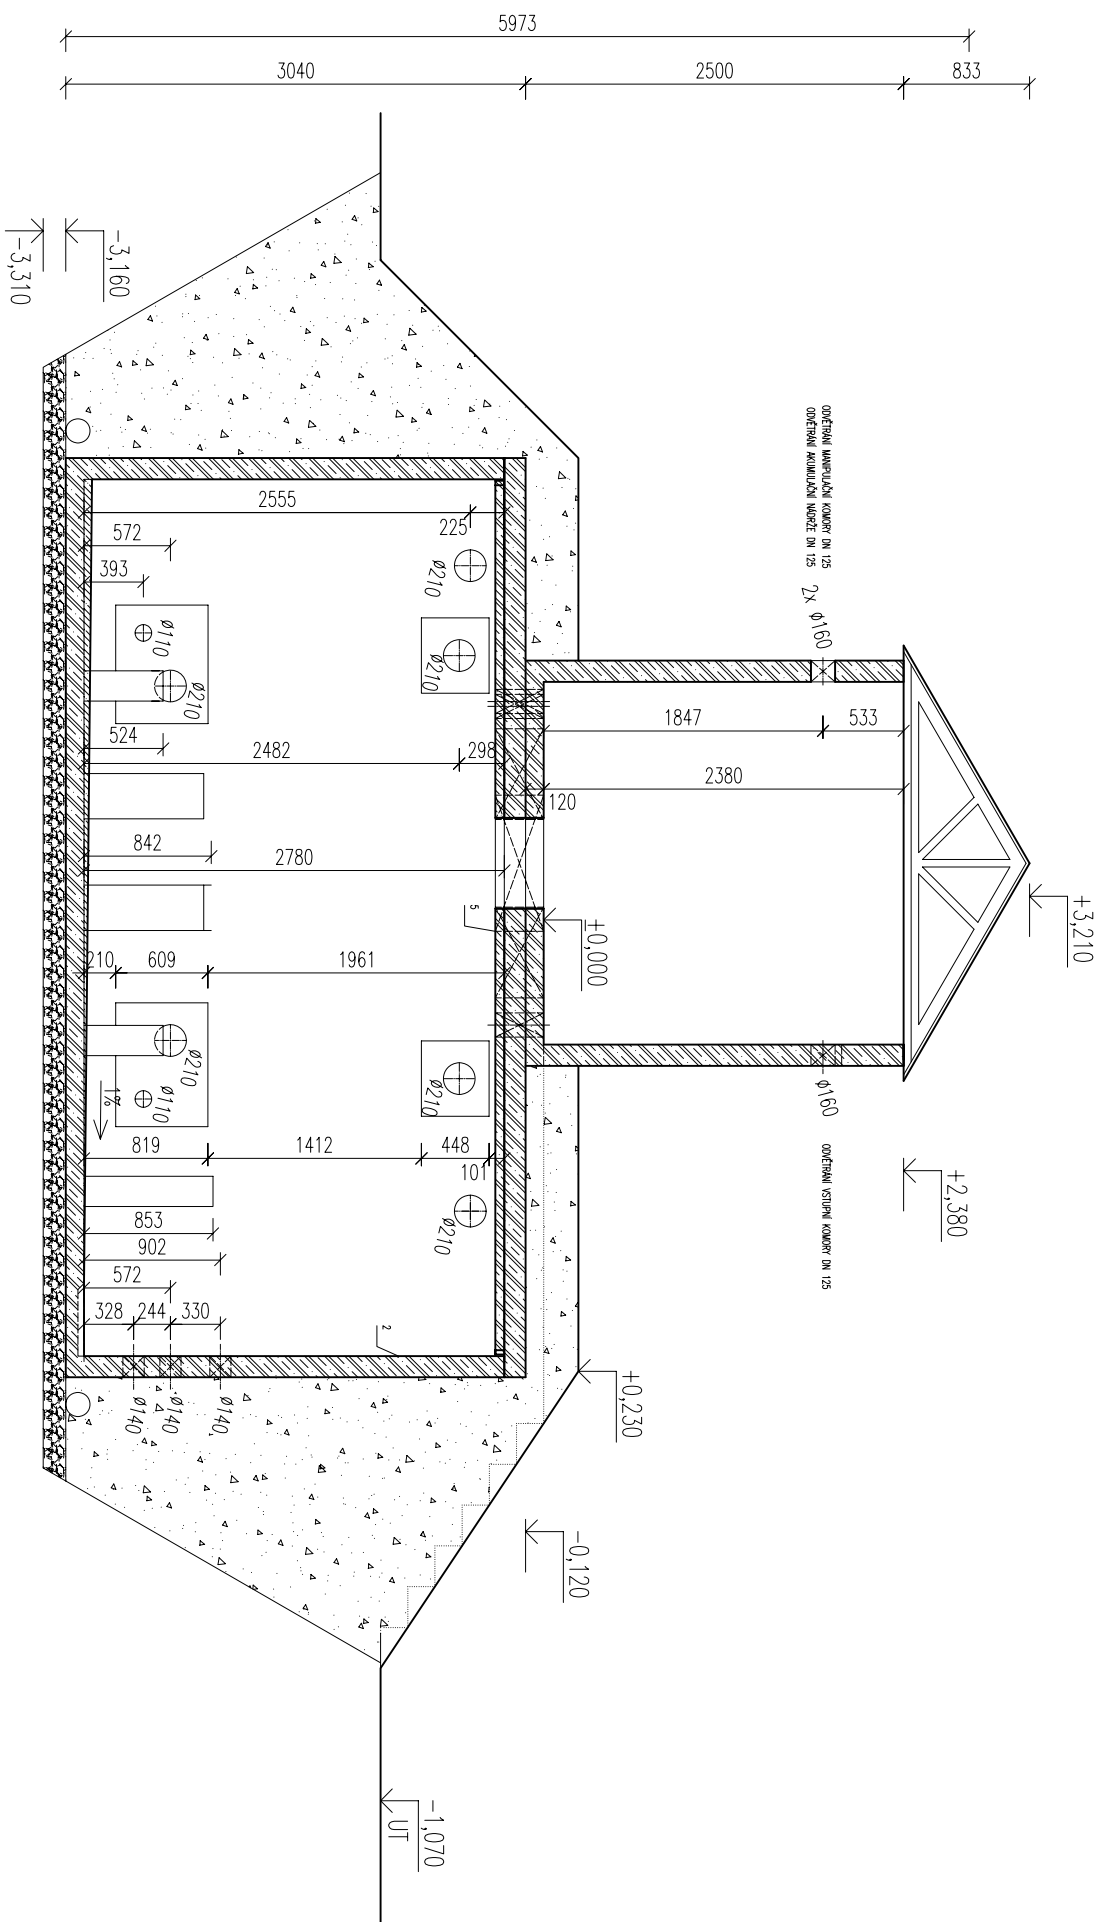 5973
3040
2500
833
-3,160
-3,310
+3,210
+2,380
+0,000
+0,230
-0,120
-1,070
UT
ODVĚTRÁNÍ MANIPULAČNÍ KOMORY DN 125
ODVĚTRÁNÍ AKUMULAČNÍ NÁDRŽE DN 125
2x Ø160
1847
533
2380
120
Ø160
ODVĚTRÁNÍ VSTUPNÍ KOMORY DN 125
2555
225
572
393
Ø210
Ø110
Ø210
Ø210
524
2482
298
842
2780
5
210
609
1961
Ø210
Ø110
Ø210
1%
819
1412
448
101
Ø210
853
902
572
328
244
330
2
Ø140
Ø140
Ø140